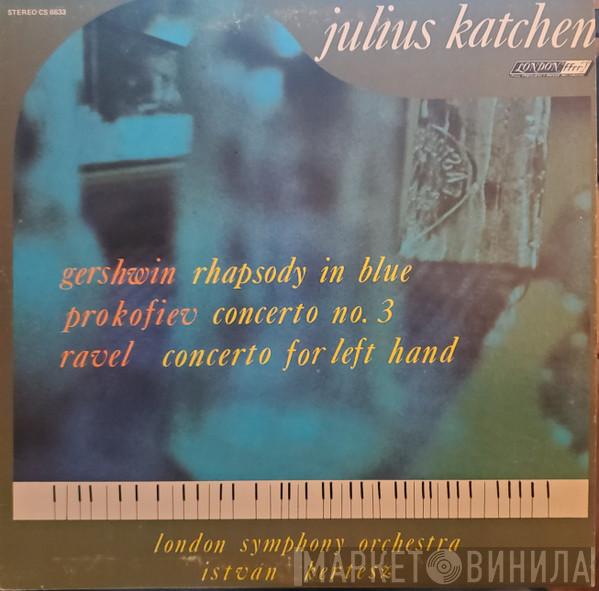 STEREO CS 6633
julius katchen
LONDON ffrr
gershwin rhapsody in blue
prokofiev concerto no. 3
ravel concerto for left hand
london symphony orchestra
istván kertesz
МАРКЕТ ВИНИЛА